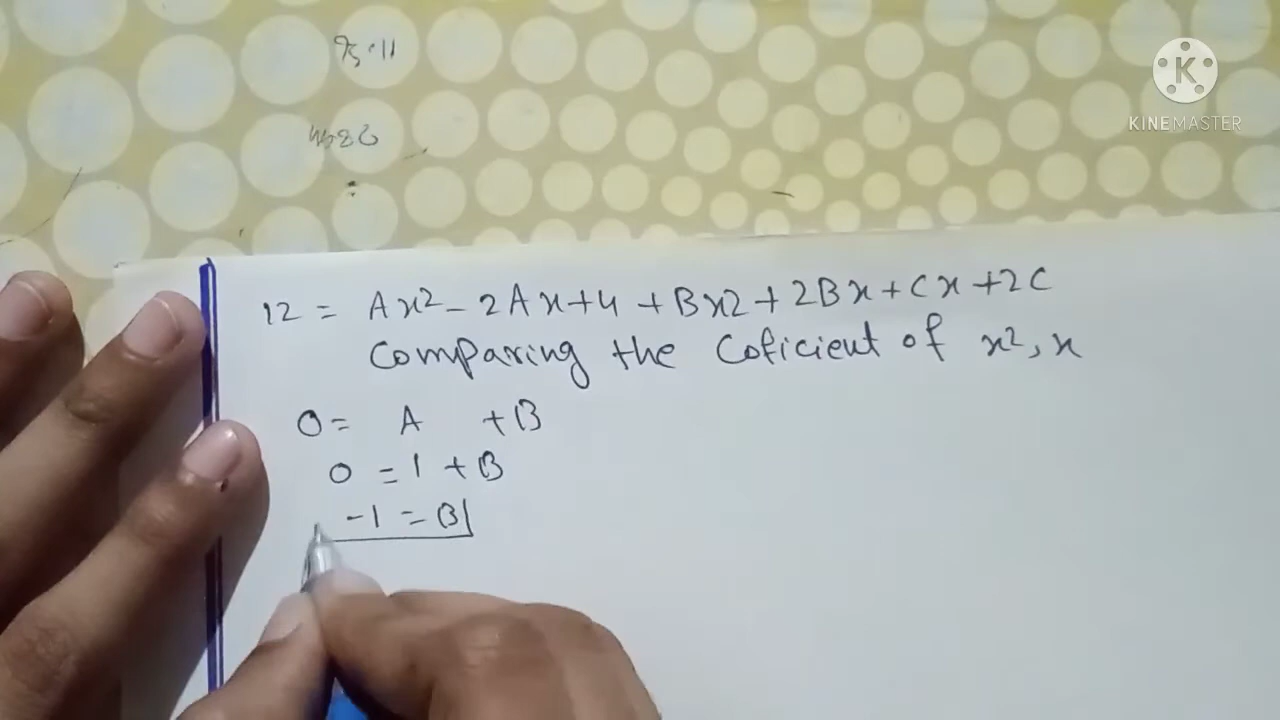 KINEMASTER
12 = Ax2 - 2Ax+4 +Bx2 + 2Bx + Cx +2C
Comparing the Coficient of x2, x
0 = A +B
0 = 1 + B
-1 = B